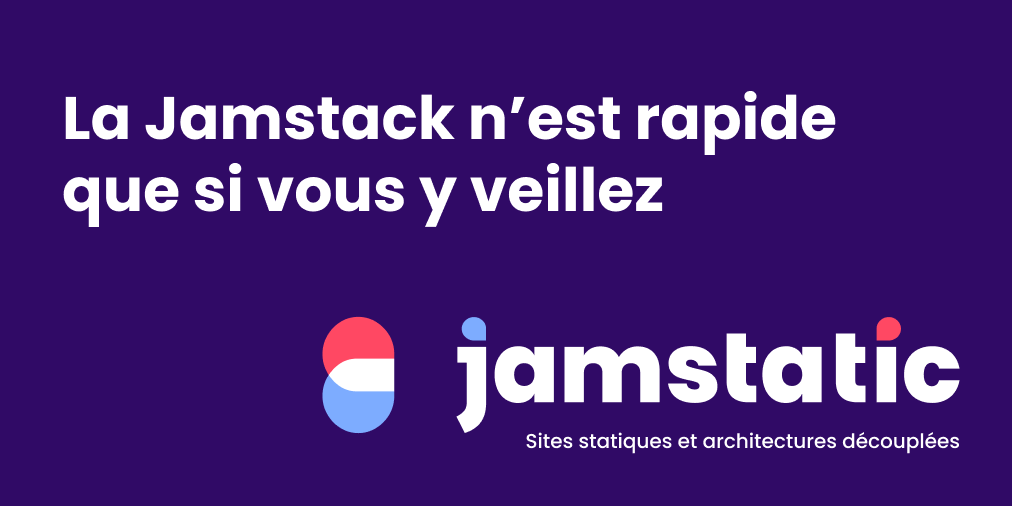 La Jamstack n’est rapide
que si vous y veillez
jamstatic
Sites statiques et architectures découplées